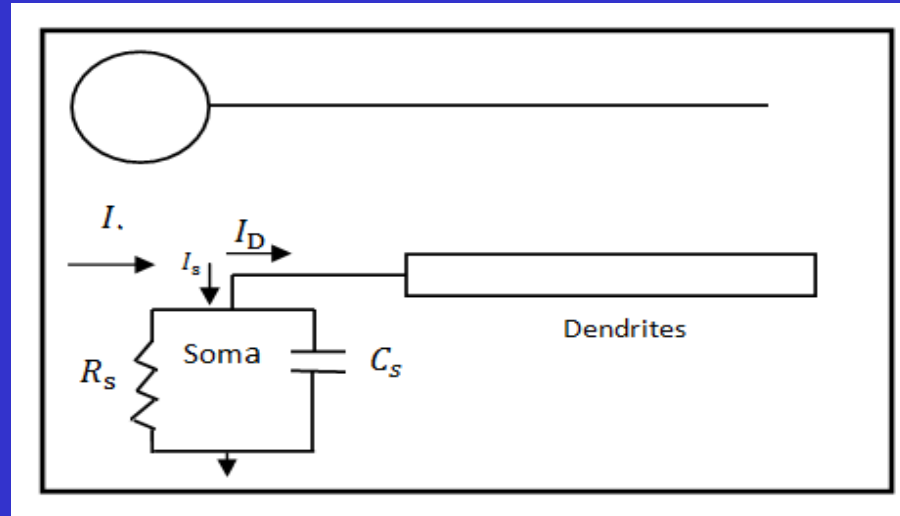 I.
I_D
I_s
Soma
R_s
C_s
Dendrites